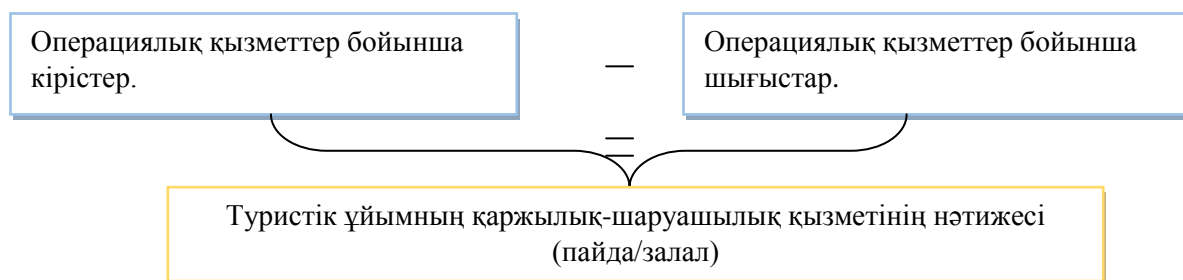 Операциялық қызметтер бойынша
кірістер.
—
Операциялық қызметтер бойынша
шығыстар.
=
Туристік ұйымның қаржылық-шаруашылық қызметінің нәтижесі
(пайда/залал)